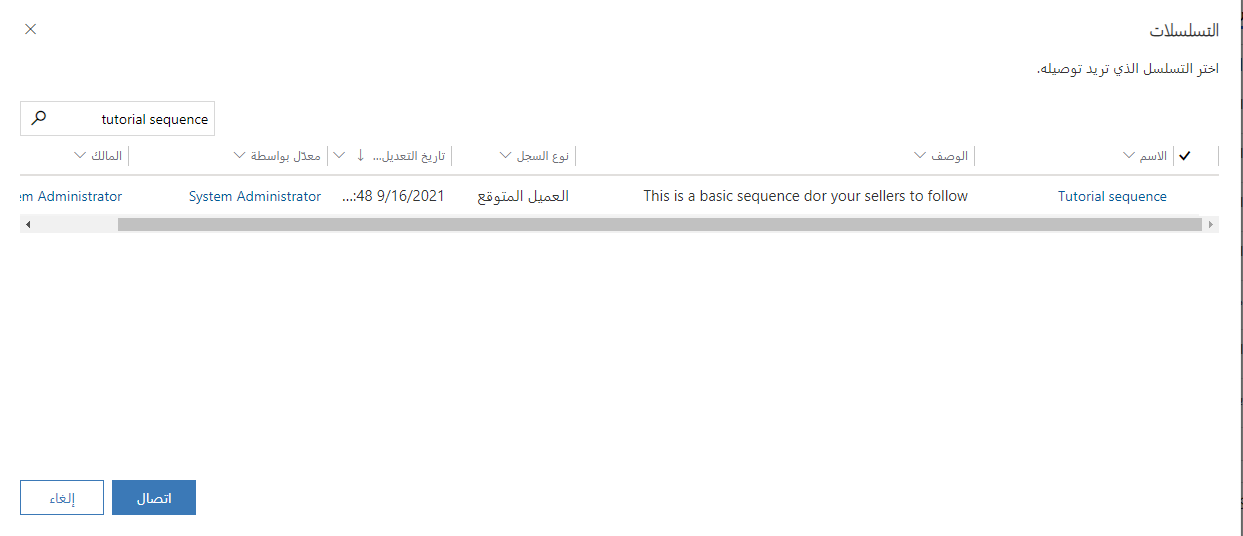 التسلسلات
اختر التسلسل الذي تريد توصيله.
tutorial sequence
الاسم الوصف نوع السجل تاريخ التعديل... معدّل بواسطة المالك
Tutorial sequence This is a basic sequence dor your sellers to follow العميل المتوقع 9/16/2021 48:... System Administrator em Administrator
اتصال إلغاء